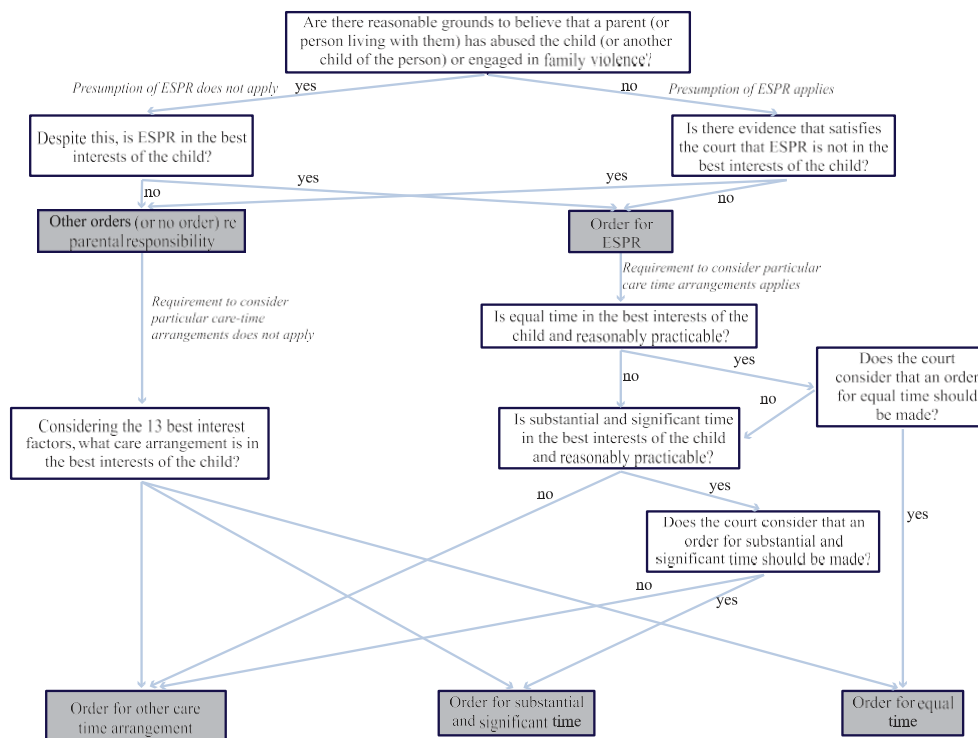 Are there reasonable grounds to believe that a parent (or
person living with them) has abused the child (or another
child of the person) or engaged in family violence?
Presumption of ESPR does not apply
yes
no
Presumption of ESPR applies
Despite this, is ESPR in the best
interests of the child?
Is there evidence that satisfies
the court that ESPR is not in the
best interests of the child?
no
yes
yes
no
Other orders (or no order) re
parental responsibility
Order for
ESPR
Requirement to consider
particular care-time
arrangements does not apply
Requirement to consider particular
care time arrangements applies
Is equal time in the best interests of the
child and reasonably practicable?
no
yes
Does the court
consider that an order
for equal time should
be made?
no
yes
Considering the 13 best interest
factors, what care arrangement is in
the best interests of the child?
Is substantial and significant time
in the best interests of the child
and reasonably practicable?
no
yes
Does the court consider that an
order for substantial and
significant time should be made?
no
yes
Order for other care
time arrangement
Order for substantial
and significant time
Order for equal
time